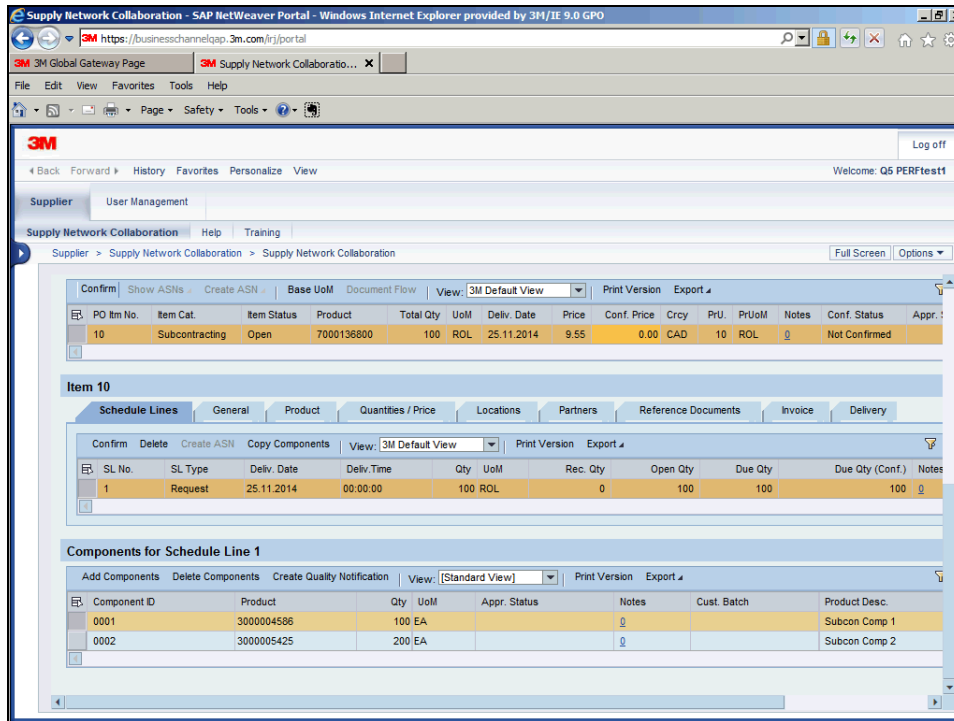 Supply Network Collaboration - SAP NetWeaver Portal - Windows Internet Explorer provided by 3M/IE 9.0 GPO
3M https://businesschannelqap.3m.com/irj/portal
3M 3M Global Gateway Page 3M Supply Network Collaboratio... X
File Edit View Favorites Tools Help
Page Safety Tools
3M Log off
Back Forward History Favorites Personalize View Welcome: Q5 PERFtest1
Supplier User Management
Supply Network Collaboration Help Training
Supplier > Supply Network Collaboration > Supply Network Collaboration Full Screen Options
Confirm Show ASNs Create ASN Base UoM Document Flow View: 3M Default View Print Version Export
PO Itm No. Item Cat. Item Status Product Total Qty UoM Deliv. Date Price Conf. Price Crcy PrU. PrUoM Notes Conf. Status Appr.
10 Subcontracting Open 7000136800 100 ROL 25.11.2014 9.55 0.00 CAD 10 ROL 0 Not Confirmed
Item 10
Schedule Lines General Product Quantities / Price Locations Partners Reference Documents Invoice Delivery
Confirm Delete Create ASN Copy Components View: 3M Default View Print Version Export
SL No. SL Type Deliv. Date Deliv.Time Qty UoM Rec. Qty Open Qty Due Qty Due Qty (Conf.) Notes
1 Request 25.11.2014 00:00:00 100 ROL 0 100 100 100 0
Components for Schedule Line 1
Add Components Delete Components Create Quality Notification View: [Standard View] Print Version Export
Component ID Product Qty UoM Appr. Status Notes Cust. Batch Product Desc.
0001 3000004586 100 EA 0 Subcon Comp 1
0002 3000005425 200 EA 0 Subcon Comp 2